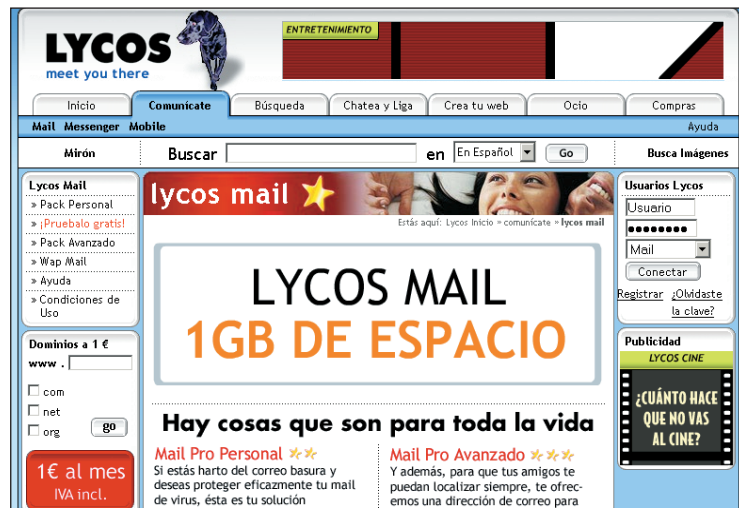 LYCOS
meet you there
ENTRETENIMIENTO
Inicio
Comunícate
Búsqueda
Chatea y Liga
Crea tu web
Ocio
Compras
Mail Messenger Mobile
Ayuda
Mirón
Buscar
en
En Español
Go
Busca Imágenes
Lycos Mail
» Pack Personal
» ¡Pruebalo gratis!
» Pack Avanzado
» Wap Mail
» Ayuda
» Condiciones de
Uso
Dominios a 1 €
www .
com
net
org
go
1€ al mes
IVA incl.
lycos mail
Estás aquí: Lycos Inicio » comunícate » lycos mail
LYCOS MAIL
1GB DE ESPACIO
Hay cosas que son para toda la vida
Mail Pro Personal
Si estás harto del correo basura y
deseas proteger eficazmente tu mail
de virus, ésta es tu solución
Mail Pro Avanzado
Y además, para que tus amigos te
puedan localizar siempre, te ofrec-
emos una dirección de correo para
Usuarios Lycos
Usuario
Mail
Conectar
Registrar
¿Olvidaste
la clave?
Publicidad
LYCOS CINE
¿CUÁNTO HACE
QUE NO VAS
AL CINE?